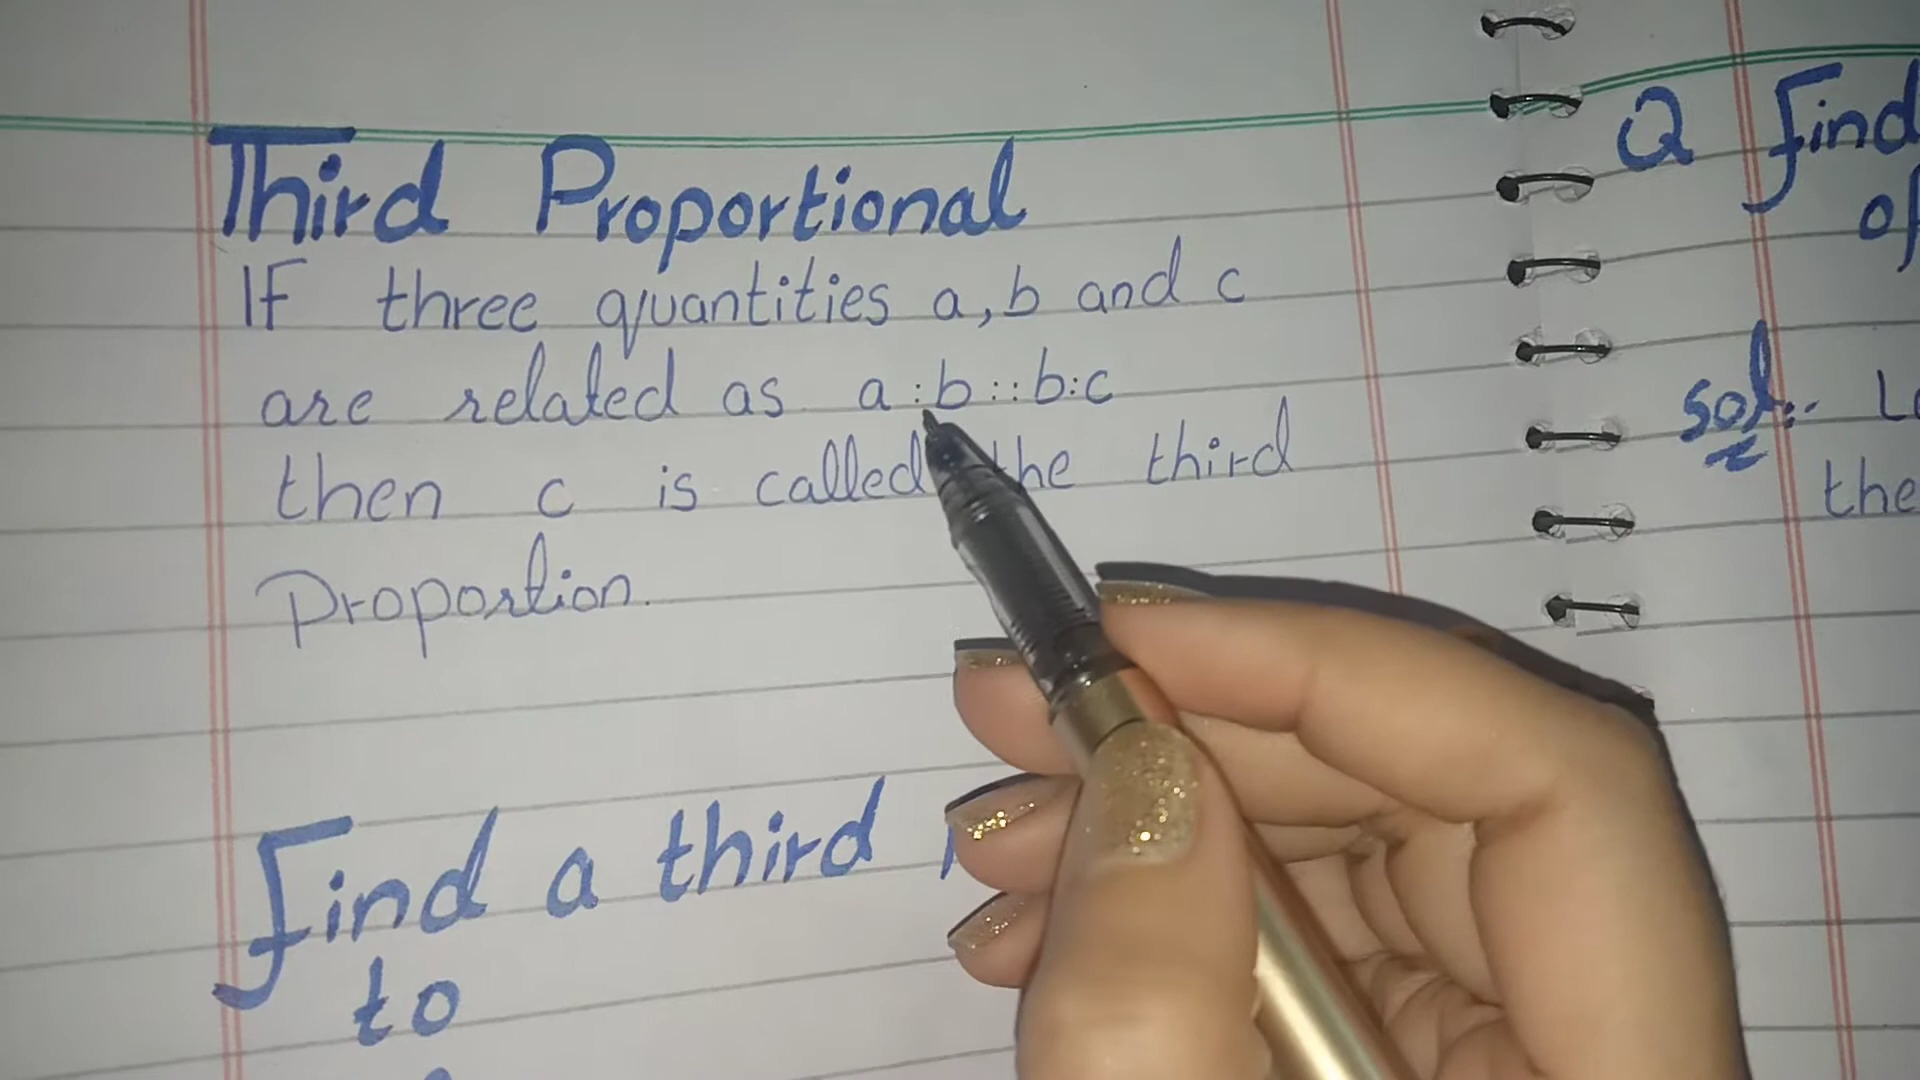 Third Proportional
IF three quantities a, b and c
are related as a:b::b:c
then c is called the third
Proportion.
Find a third
to
Q Find
of
Sol:-
the